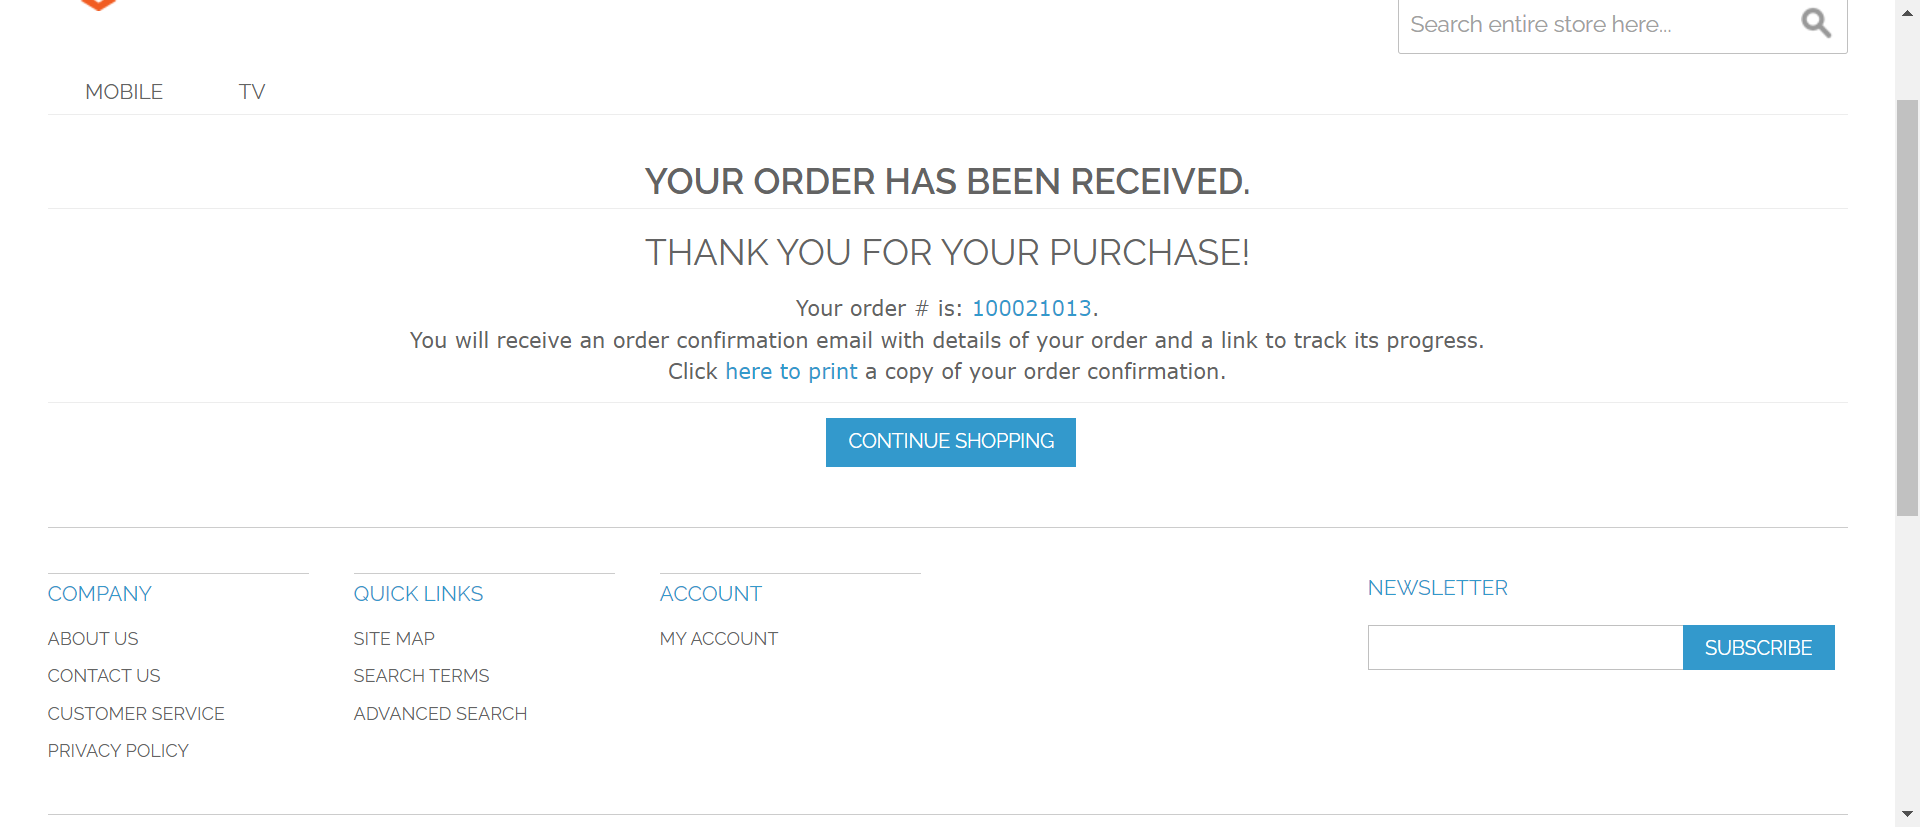 Search entire store here...
MOBILE TV
YOUR ORDER HAS BEEN RECEIVED.
THANK YOU FOR YOUR PURCHASE!
Your order # is: 100021013.
You will receive an order confirmation email with details of your order and a link to track its progress.
Click here to print a copy of your order confirmation.
CONTINUE SHOPPING
COMPANY
ABOUT US
CONTACT US
CUSTOMER SERVICE
PRIVACY POLICY
QUICK LINKS
SITE MAP
SEARCH TERMS
ADVANCED SEARCH
ACCOUNT
MY ACCOUNT
NEWSLETTER
SUBSCRIBE